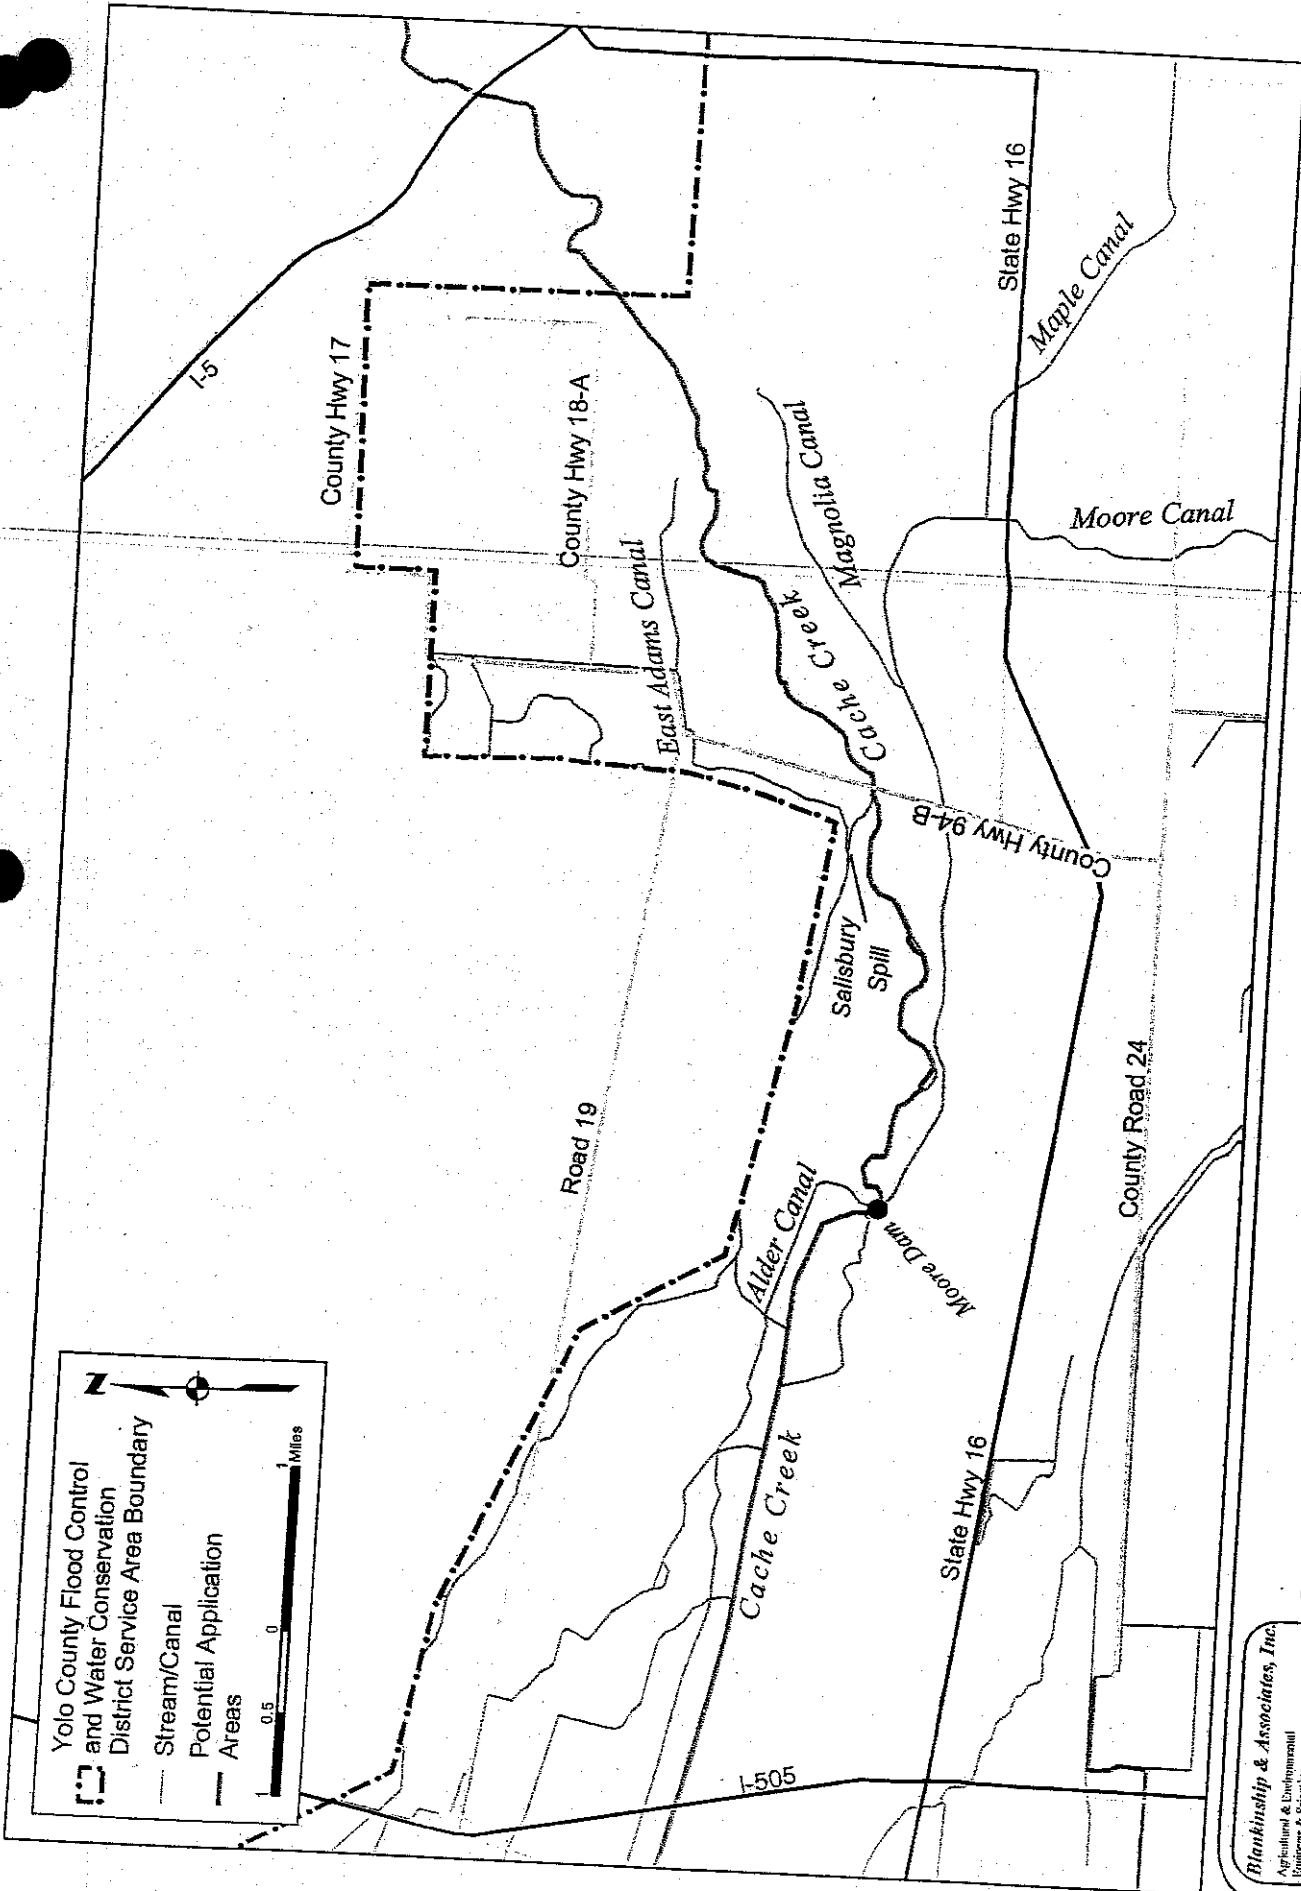 Yolo County Flood Control
and Water Conservation
District Service Area Boundary
Stream/Canal
Potential Application
Areas
N
1 0.5 0 1
Miles
I-5
County Hwy 17
County Hwy 18-A
East Adams Canal
Road 19
Cache Creek
Magnolia Canal
State Hwy 16
Maple Canal
Moore Canal
County Hwy 94-B
Salisbury
Spill
Alder Canal
Moore Dam
Cache Creek
County Road 24
State Hwy 16
I-505
Blankinship & Associates, Inc.
Agricultural & Environmental